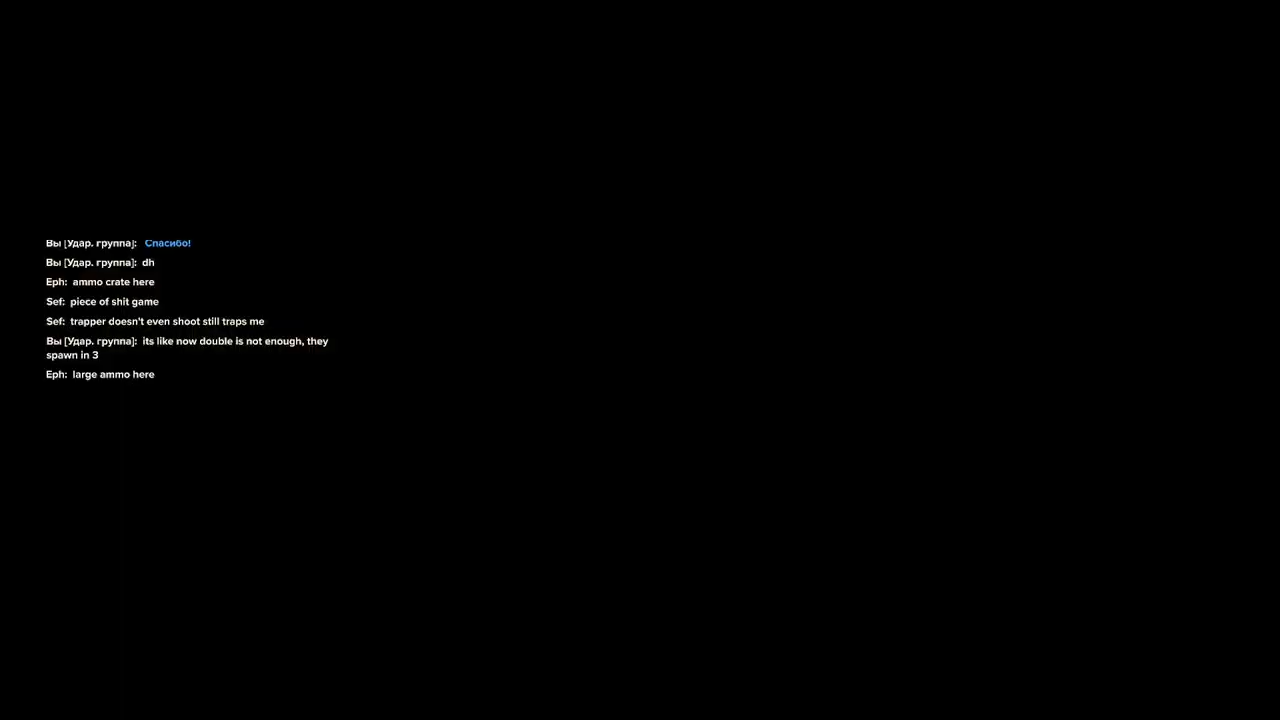 Вы [Удар. группа]: Спасибо!
Вы [Удар. группа]: dh
Eph: ammo crate here
Sef: piece of shit game
Sef: trapper doesn't even shoot still traps me
Вы [Удар. группа]: its like now double is not enough, they
spawn in 3
Eph: large ammo here